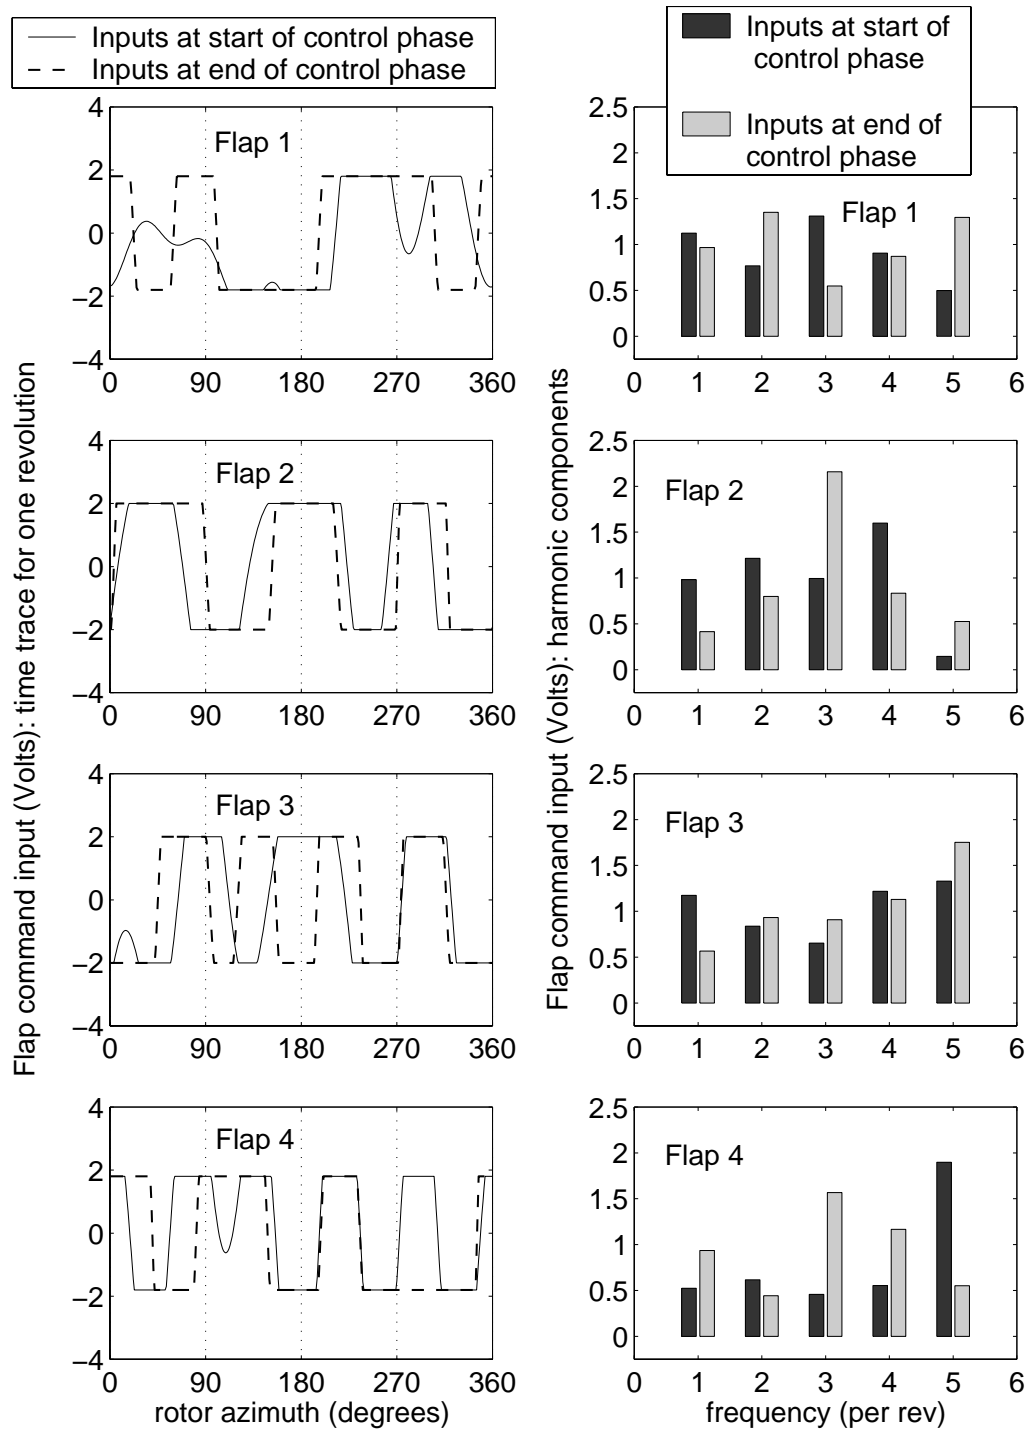 Inputs at start of control phase
Inputs at end of control phase
Flap command input (Volts): time trace for one revolution
4
2
0
−2
−4
Flap 1
0 90 180 270 360
4
2
0
−2
−4
Flap 2
0 90 180 270 360
4
2
0
−2
−4
Flap 3
0 90 180 270 360
4
2
0
−2
−4
Flap 4
0 90 180 270 360
rotor azimuth (degrees)
Inputs at start of
control phase
Inputs at end of
control phase
Flap command input (Volts): harmonic components
2.5
2
1.5
1
0.5
0
Flap 1
0 1 2 3 4 5 6
2.5
2
1.5
1
0.5
0
Flap 2
0 1 2 3 4 5 6
2.5
2
1.5
1
0.5
0
Flap 3
0 1 2 3 4 5 6
2.5
2
1.5
1
0.5
0
Flap 4
0 1 2 3 4 5 6
frequency (per rev)